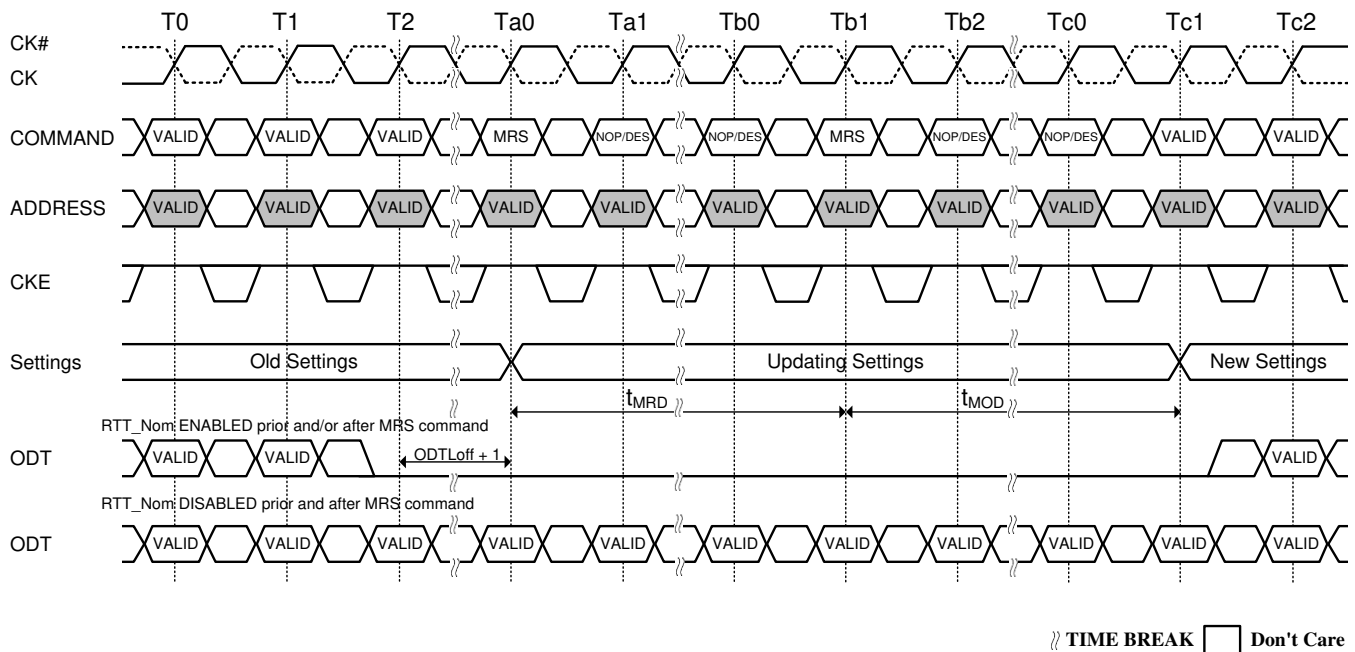 T0 T1 T2 Ta0 Ta1 Tb0 Tb1 Tb2 Tc0 Tc1 Tc2
CK#
CK
COMMAND VALID VALID VALID MRS NOP/DES NOP/DES MRS NOP/DES NOP/DES VALID VALID
ADDRESS VALID VALID VALID VALID VALID VALID VALID VALID VALID VALID VALID
CKE
Settings Old Settings Updating Settings New Settings
tMRD tMOD
RTT_Nom ENABLED prior and/or after MRS command
ODT VALID VALID ODTLoff + 1 VALID
RTT_Nom DISABLED prior and after MRS command
ODT VALID VALID VALID VALID VALID VALID VALID VALID VALID VALID VALID
TIME BREAK Don't Care